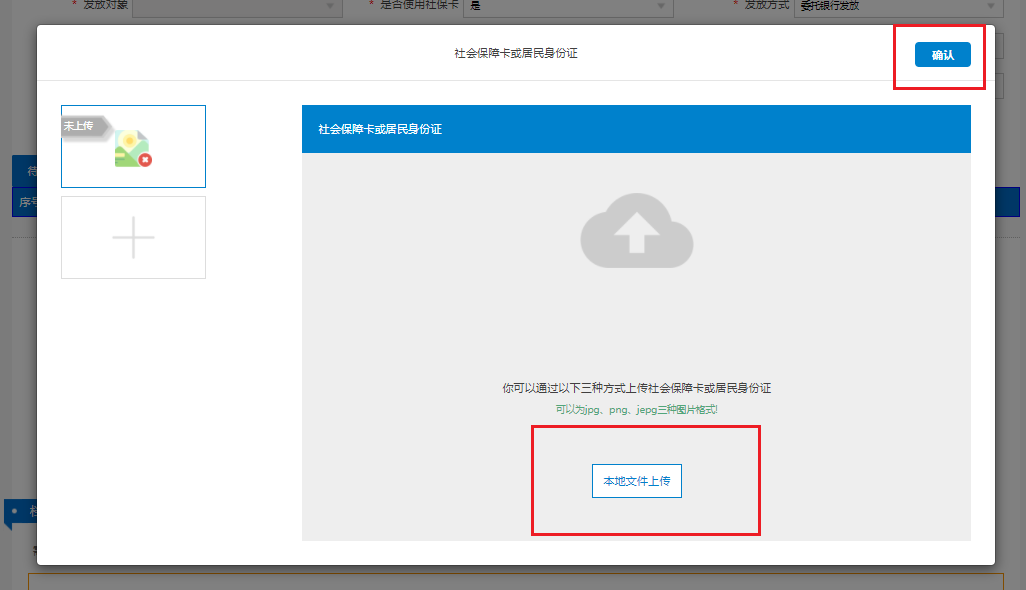 * 发放对象 * 是否使用社保卡 是 * 发放方式 委托银行发放
社会保障卡或居民身份证
确认
未上传
社会保障卡或居民身份证
待
序号
你可以通过以下三种方式上传社会保障卡或居民身份证
可以为jpg、png、jepg三种图片格式!
本地文件上传